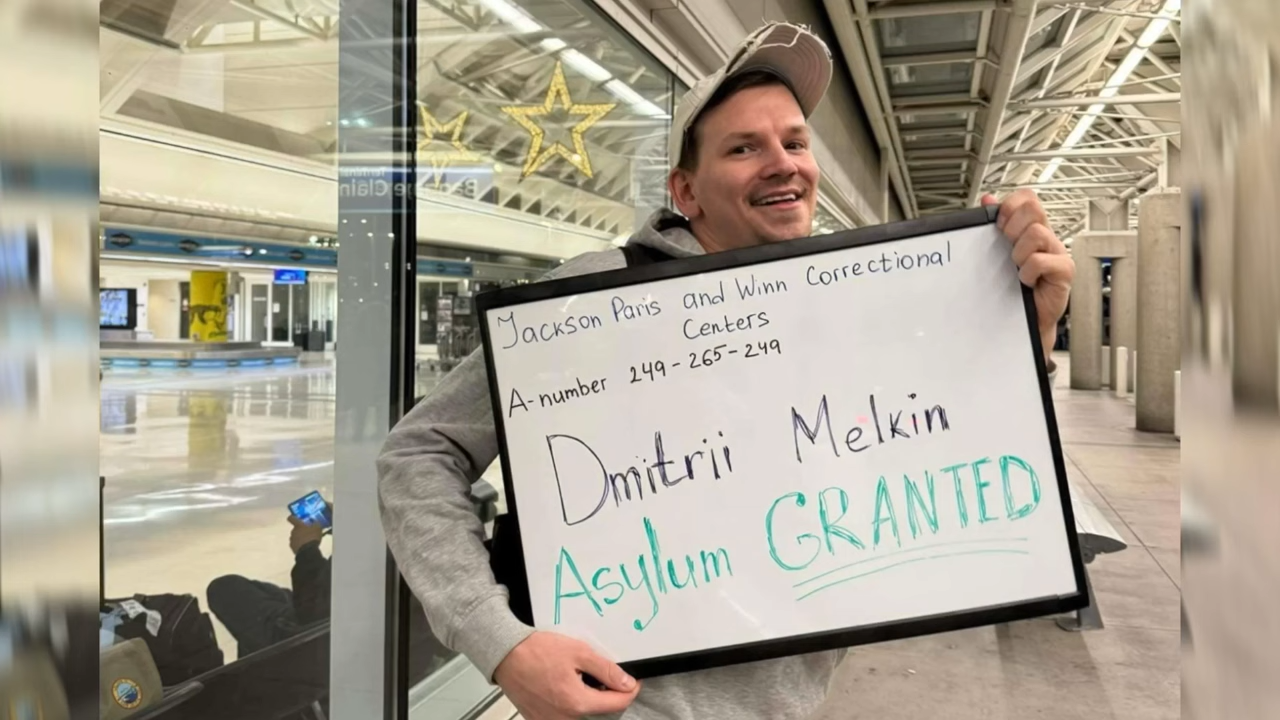 Jackson Paris and Winn Correctional
Centers
A-number 249-265-249
Dmitrii Melkin
Asylum GRANTED